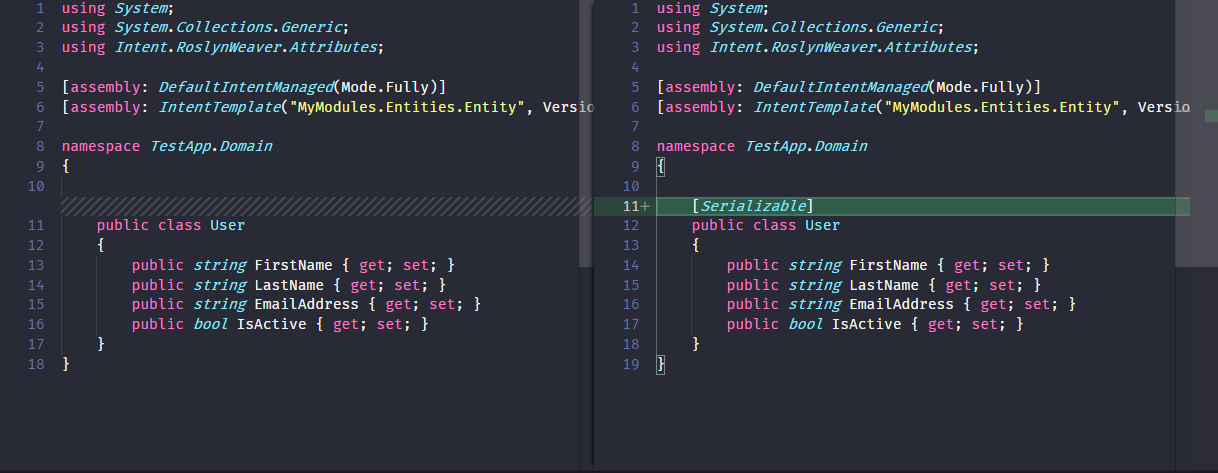 1 using System;
2 using System.Collections.Generic;
3 using Intent.RoslynWeaver.Attributes;
4
5 [assembly: DefaultIntentManaged(Mode.Fully)]
6 [assembly: IntentTemplate("MyModules.Entities.Entity", Versio
7
8 namespace TestApp.Domain
9 {
10
11 public class User
12 {
13 public string FirstName { get; set; }
14 public string LastName { get; set; }
15 public string EmailAddress { get; set; }
16 public bool IsActive { get; set; }
17 }
18 }
1 using System;
2 using System.Collections.Generic;
3 using Intent.RoslynWeaver.Attributes;
4
5 [assembly: DefaultIntentManaged(Mode.Fully)]
6 [assembly: IntentTemplate("MyModules.Entities.Entity", Versio
7
8 namespace TestApp.Domain
9 {
10
11+ [Serializable]
12 public class User
13 {
14 public string FirstName { get; set; }
15 public string LastName { get; set; }
16 public string EmailAddress { get; set; }
17 public bool IsActive { get; set; }
18 }
19 }